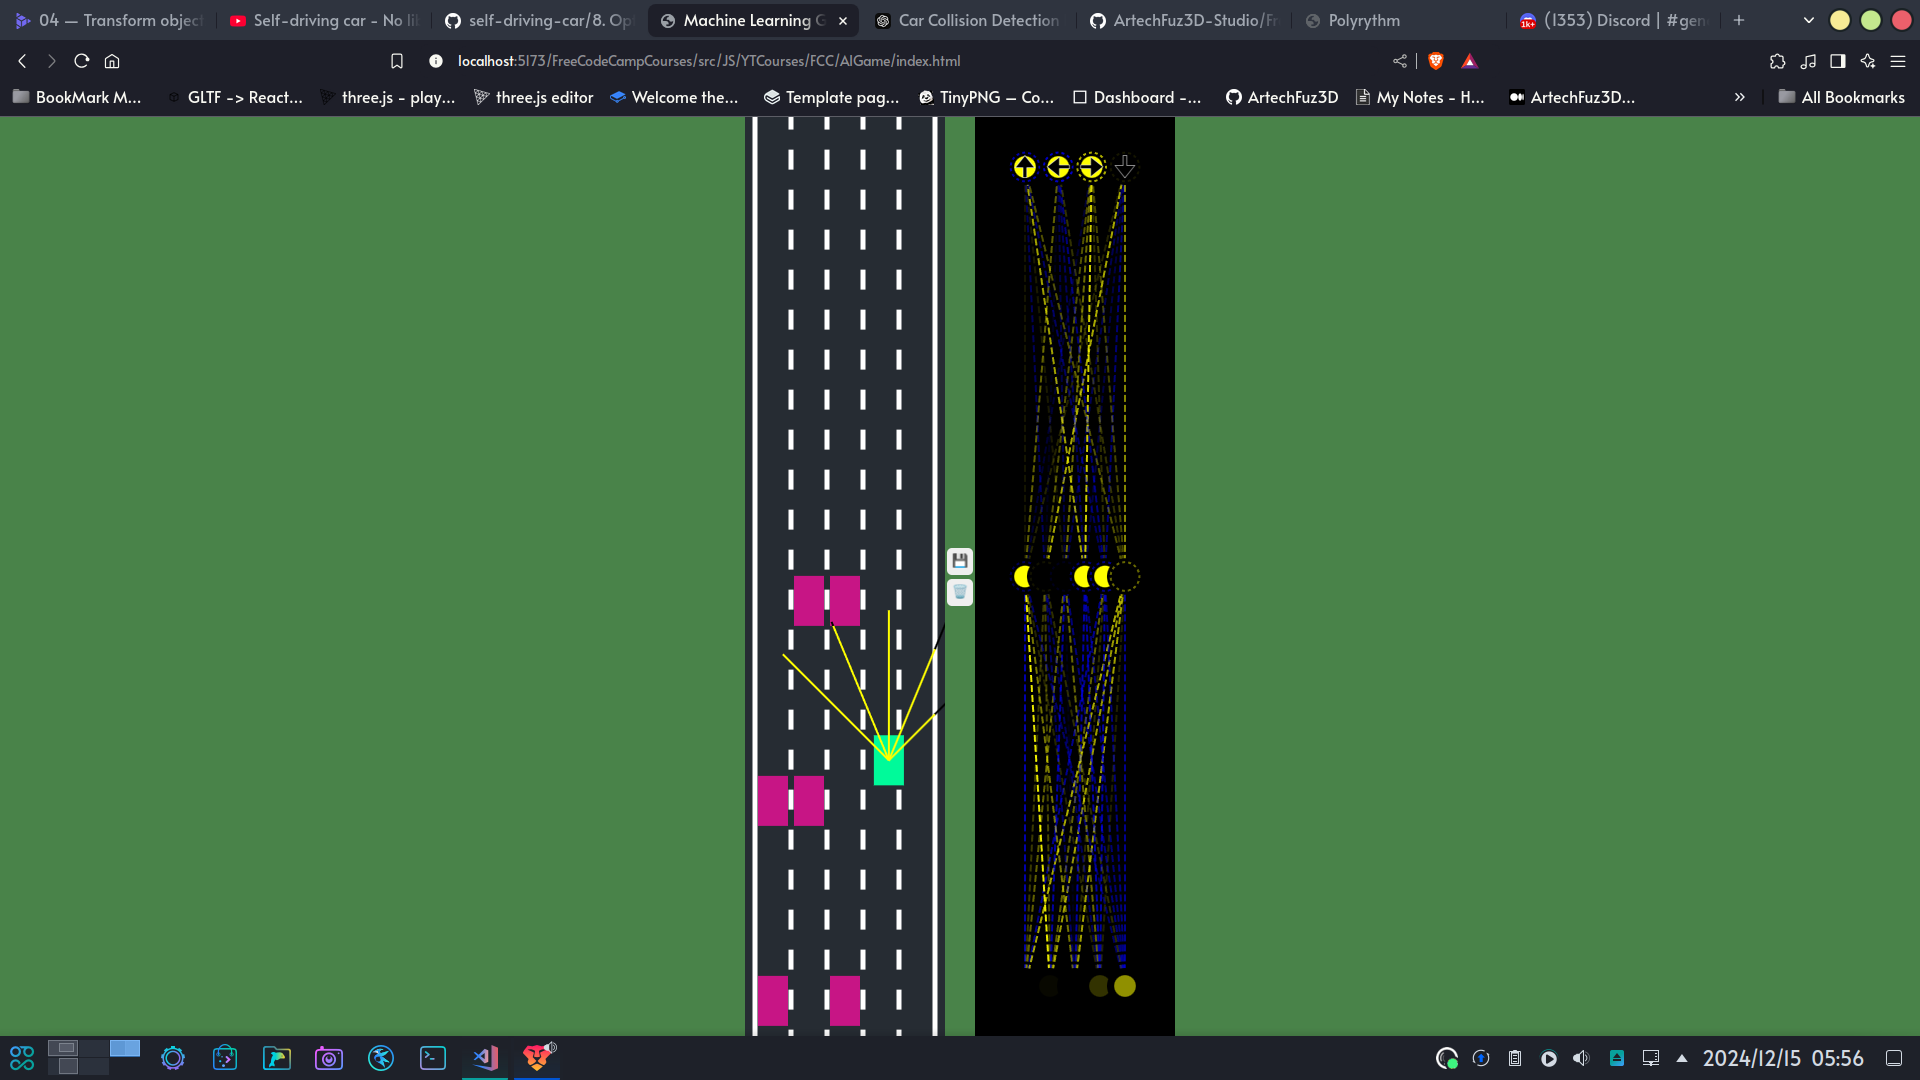 04 — Transform object
Self-driving car - No li
self-driving-car/8. Op
Machine Learning G
Car Collision Detection
ArtechFuz3D-Studio/Fr
Polyrythm
(1353) Discord | #gen
localhost:5173/FreeCodeCampCourses/src/JS/YTCourses/FCC/AIGame/index.html
BookMark M...
GLTF -> React...
three.js - play...
three.js editor
Welcome the...
Template pag...
TinyPNG – Co...
Dashboard -...
ArtechFuz3D
My Notes - H...
ArtechFuz3D...
»
All Bookmarks
2024/12/15 05:56